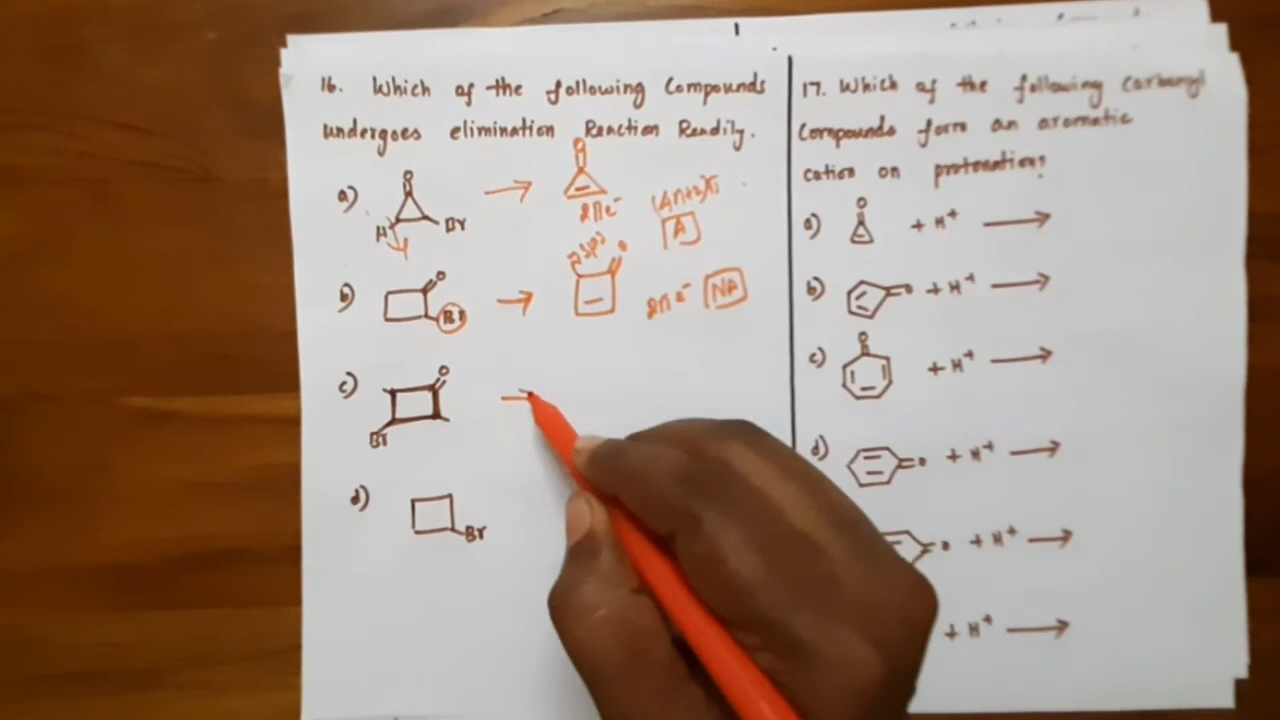 16. Which of the following Compounds
undergoes elimination Reaction Readily.
a) O H Br → O
2πe⁻ (4n+2)π
A
b) O Br → sp³ O
2πe⁻ NA
c) O Br
d) Br
17. Which of the following carbonyl
Compounds form an aromatic
cation on protonation?
a) O + H⁺ →
b) O + H⁺ →
c) O + H⁺ →
d) O + H⁺ →
O + H⁺ →
+ H⁺ →